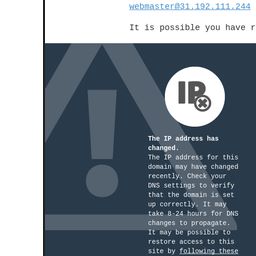 webmaster@31.192.111.244
It is possible you have r
IP
The IP address has
changed.
The IP address for this
domain may have changed
recently. Check your
DNS settings to verify
that the domain is set
up correctly. It may
take 8-24 hours for DNS
changes to propagate.
It may be possible to
restore access to this
site by following these